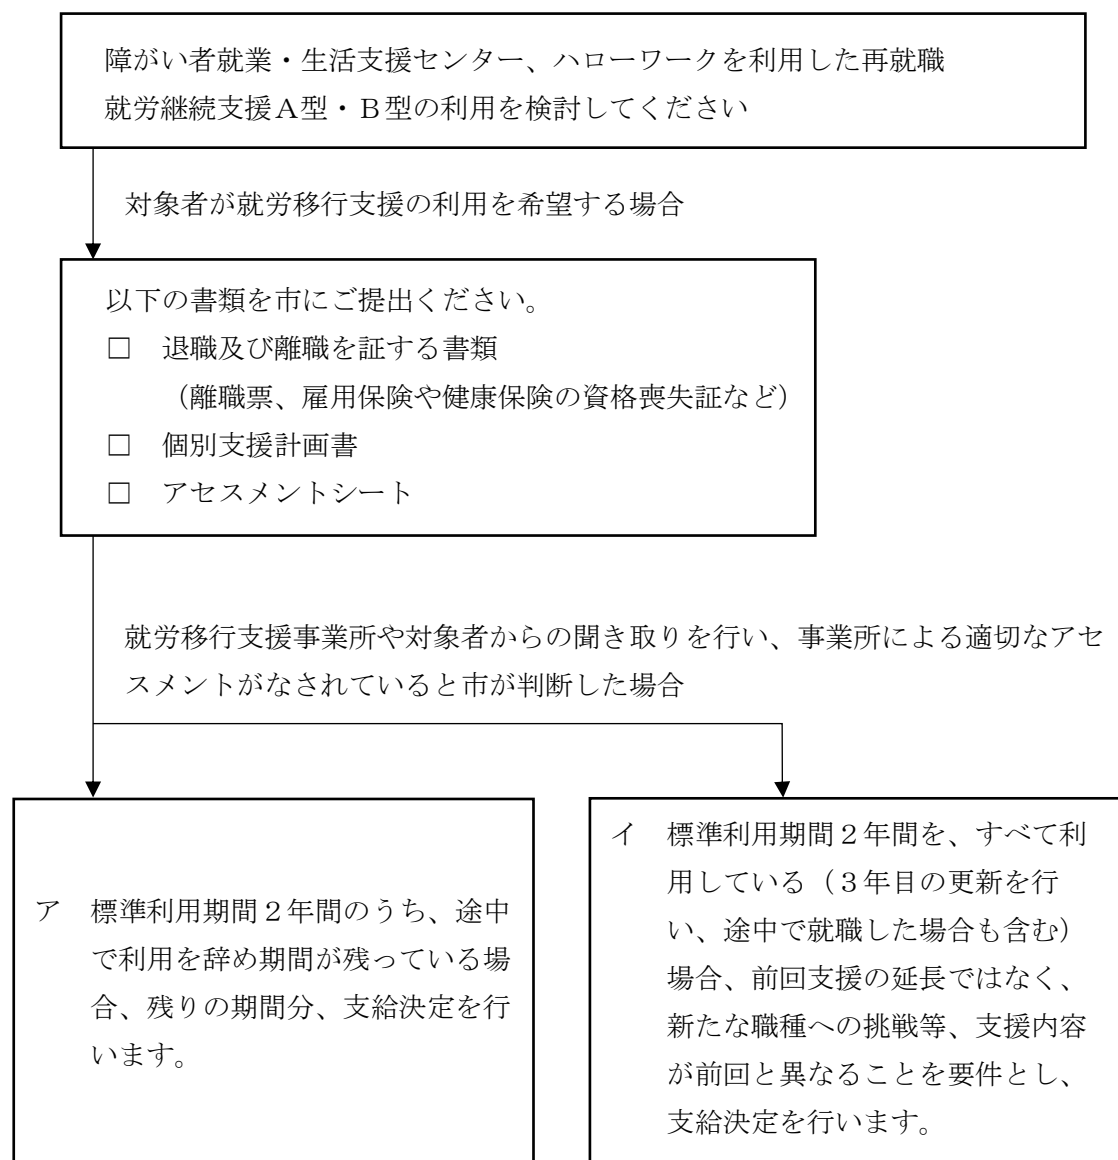 障がい者就業・生活支援センター、ハローワークを利用した再就職
就労継続支援A型・B型の利用を検討してください
対象者が就労移行支援の利用を希望する場合
以下の書類を市にご提出ください。
□ 退職及び離職を証する書類
（離職票、雇用保険や健康保険の資格喪失証など）
□ 個別支援計画書
□ アセスメントシート
就労移行支援事業所や対象者からの聞き取りを行い、事業所による適切なアセ
スメントがなされていると市が判断した場合
ア 標準利用期間２年間のうち、途中
で利用を辞め期間が残っている場
合、残りの期間分、支給決定を行
います。
イ 標準利用期間２年間を、すべて利
用している（３年目の更新を行
い、途中で就職した場合も含む）
場合、前回支援の延長ではなく、
新たな職種への挑戦等、支援内容
が前回と異なることを要件とし、
支給決定を行います。